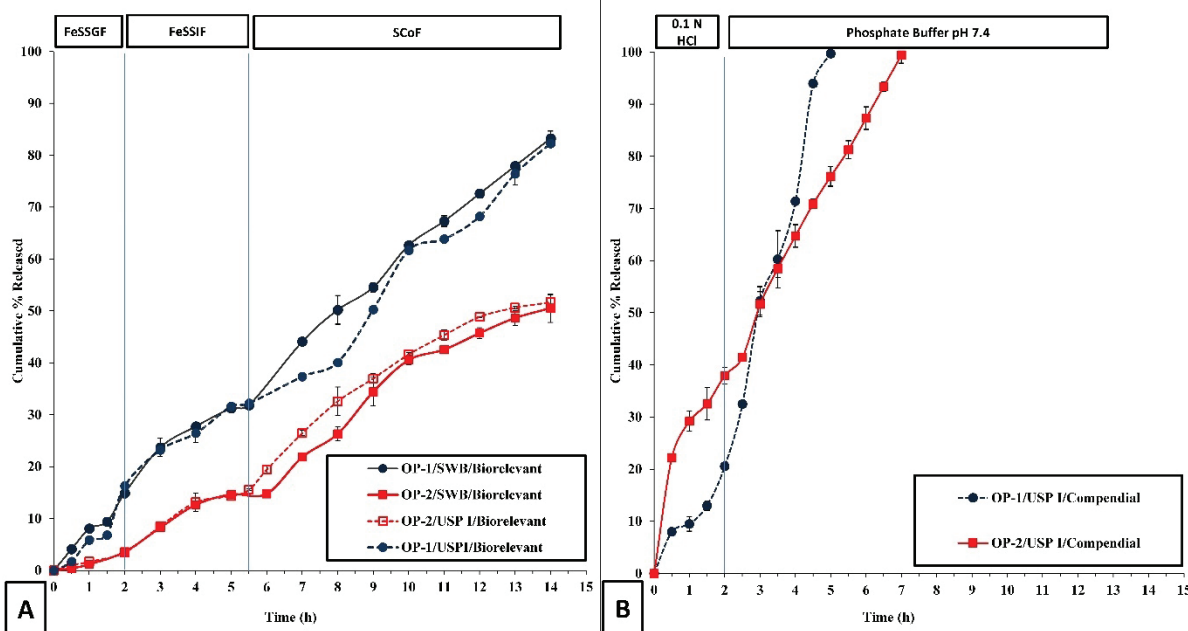 FeSSGF
FeSSIF
SCoF
100
90
80
70
60
50
40
30
20
10
0
Cumulative % Released
OP-1/SWB/Biorelevant
OP-2/SWB/Biorelevant
OP-2/USP I/Biorelevant
OP-1/USPI/Biorelevant
0 1 2 3 4 5 6 7 8 9 10 11 12 13 14 15
Time (h)
A
0.1 N
HCl
Phosphate Buffer pH 7.4
100
90
80
70
60
50
40
30
20
10
0
Cumulative % Released
OP-1/USP I/Compendial
OP-2/USP I/Compendial
0 1 2 3 4 5 6 7 8 9 10 11 12 13 14 15
Time (h)
B